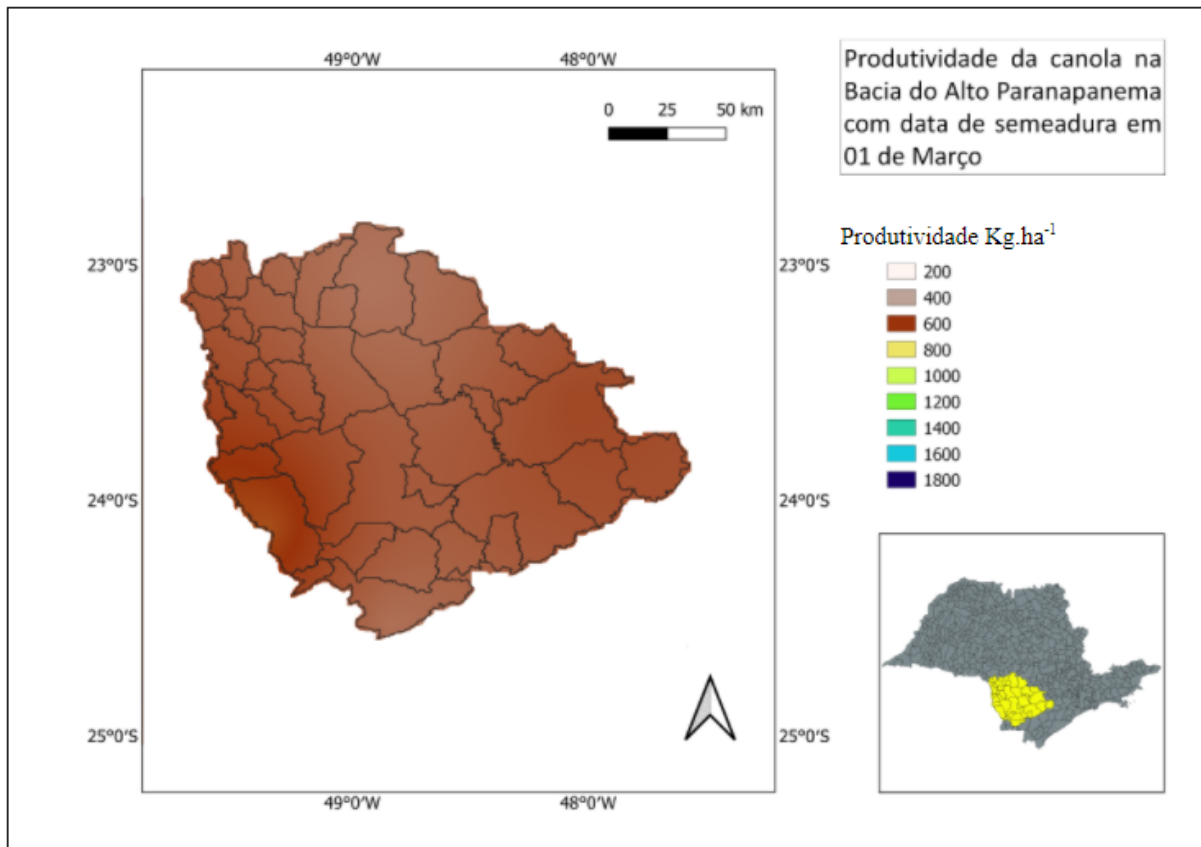 49°0′W 48°0′W
0 25 50 km
Produtividade da canola na
Bacia do Alto Paranapanema
com data de semeadura em
01 de Março
Produtividade Kg.ha⁻¹
200
400
600
800
1000
1200
1400
1600
1800
23°0′S 23°0′S
24°0′S 24°0′S
25°0′S 25°0′S
49°0′W 48°0′W